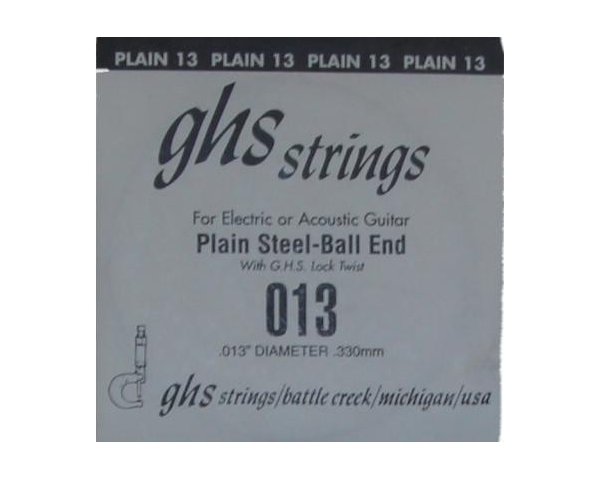 PLAIN 13 PLAIN 13 PLAIN 13 PLAIN 13
ghs strings
For Electric or Acoustic Guitar
Plain Steel-Ball End
With G.H.S. Lock Twist
013
.013" DIAMETER .330mm
ghs strings/battle creek/michigan/usa